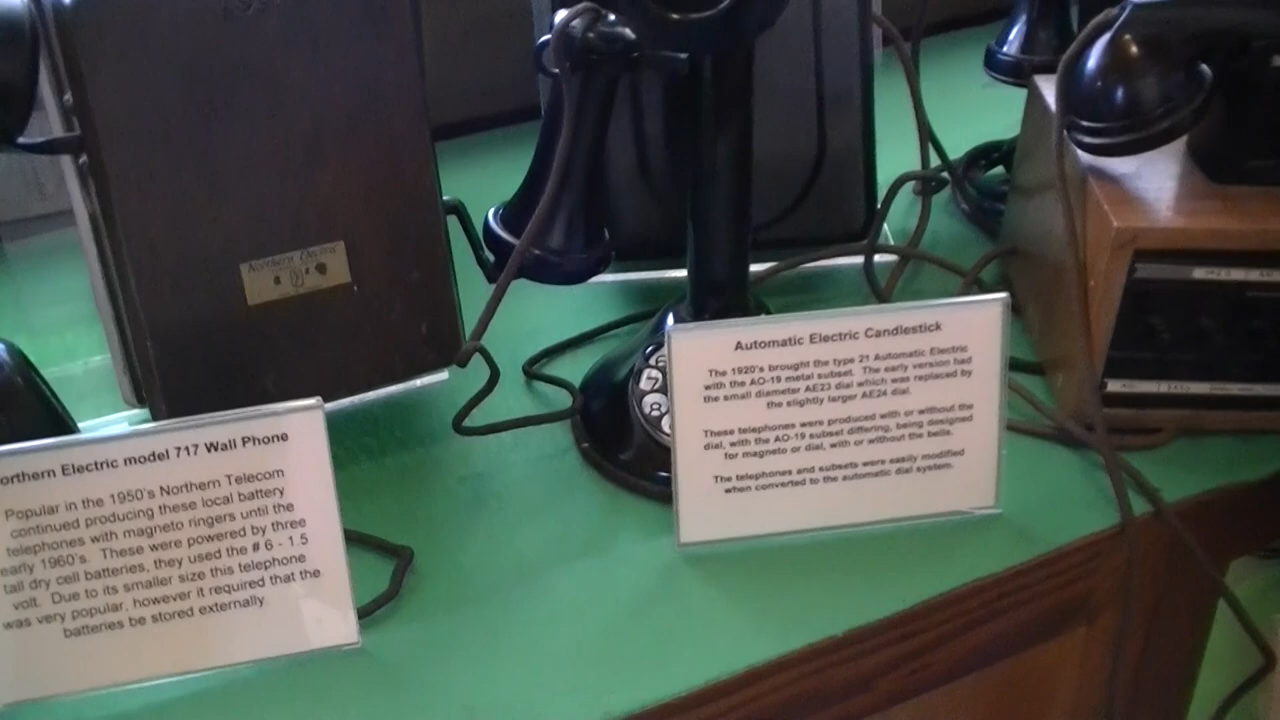 Northern Electric
orthern Electric model 717 Wall Phone
Popular in the 1950's Northern Telecom
continued producing these local battery
telephones with magneto ringers until the
early 1960's. These were powered by three
tall dry cell batteries, they used the # 6 - 1.5
volt. Due to its smaller size this telephone
was very popular, however it required that the
batteries be stored externally
6
7
8
Automatic Electric Candlestick
The 1920's brought the type 21 Automatic Electric
with the AO-19 metal subset. The early version had
the small diameter AE23 dial which was replaced by
the slightly larger AE24 dial.
These telephones were produced with or without the
dial, with the AO-19 subset differing, being designed
for magneto or dial, with or without the bells.
The telephones and subsets were easily modified
when converted to the automatic dial system.